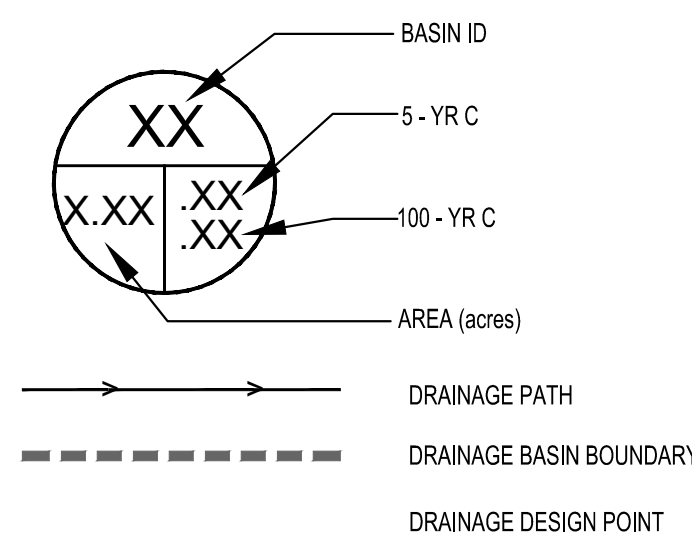 BASIN ID
XX
5 - YR C
X.XX
.XX
.XX
100 - YR C
AREA (acres)
DRAINAGE PATH
DRAINAGE BASIN BOUNDARY
DRAINAGE DESIGN POINT